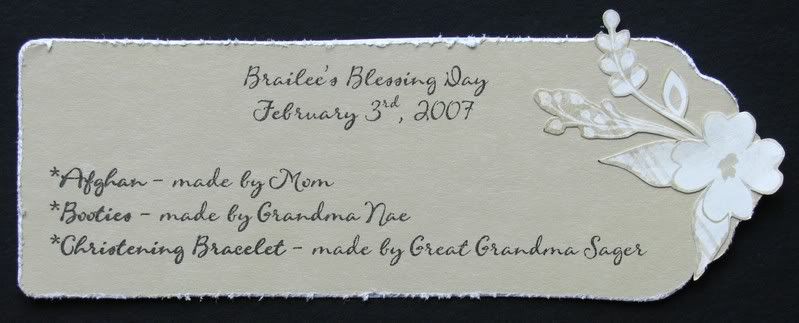 Brailee's Blessing Day
February 3rd, 2007
*Afghan - made by Mom
*Booties - made by Grandma Nae
*Christening Bracelet - made by Great Grandma Sager